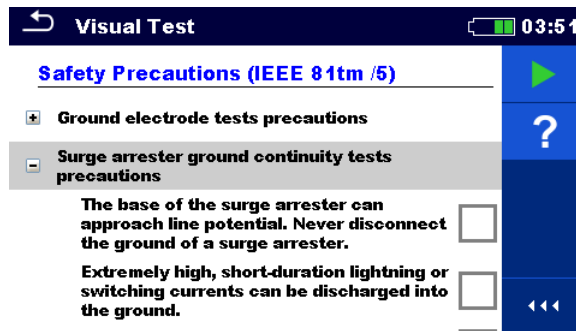 Visual Test
03:51
Safety Precautions (IEEE 81tm /5)
Ground electrode tests precautions
?
Surge arrester ground continuity tests
precautions
The base of the surge arrester can
approach line potential. Never disconnect
the ground of a surge arrester.
Extremely high, short-duration lightning or
switching currents can be discharged into
the ground.